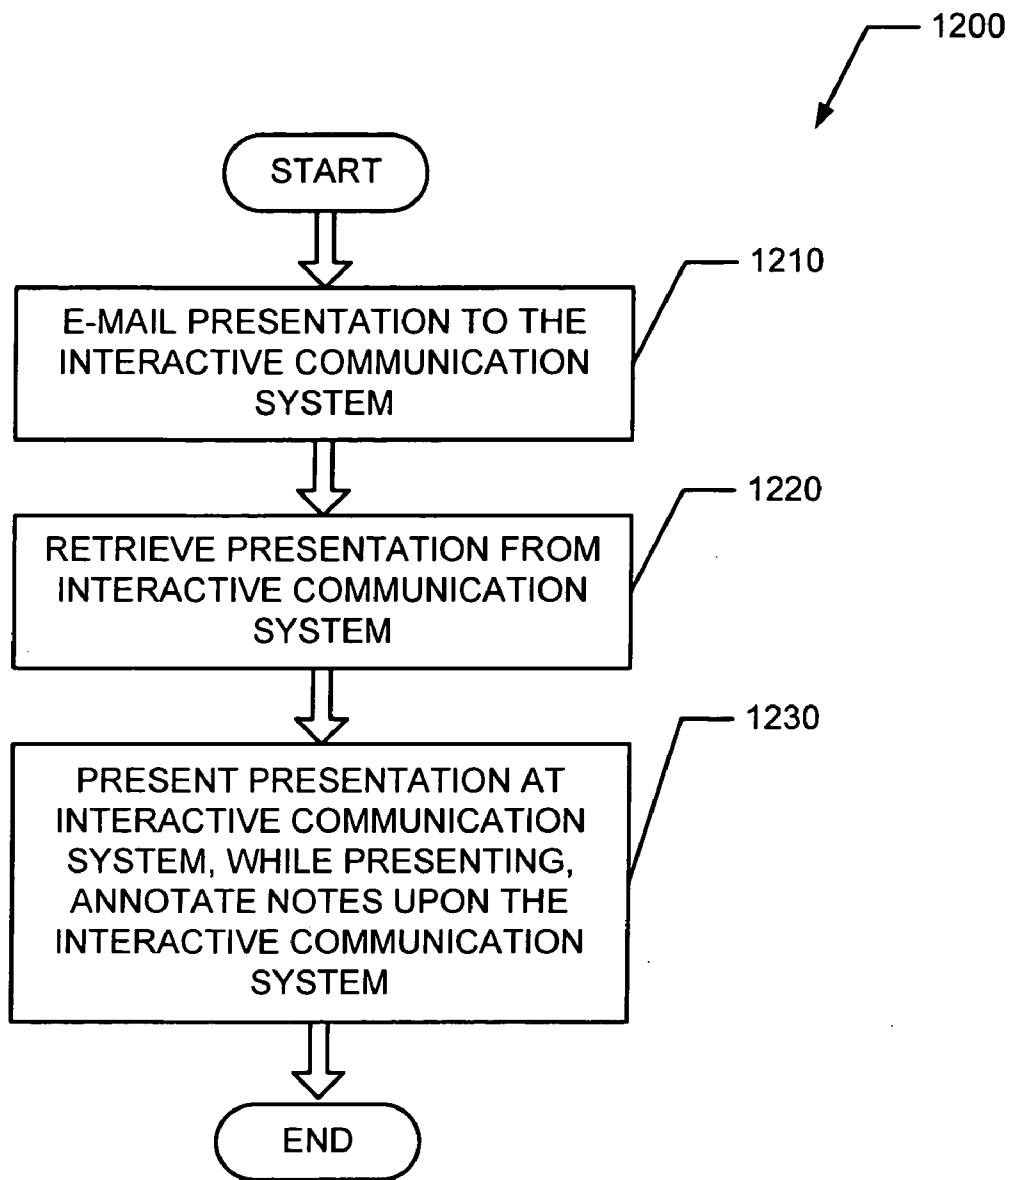 1200
START
1210
E-MAIL PRESENTATION TO THE
INTERACTIVE COMMUNICATION
SYSTEM
1220
RETRIEVE PRESENTATION FROM
INTERACTIVE COMMUNICATION
SYSTEM
1230
PRESENT PRESENTATION AT
INTERACTIVE COMMUNICATION
SYSTEM, WHILE PRESENTING,
ANNOTATE NOTES UPON THE
INTERACTIVE COMMUNICATION
SYSTEM
END